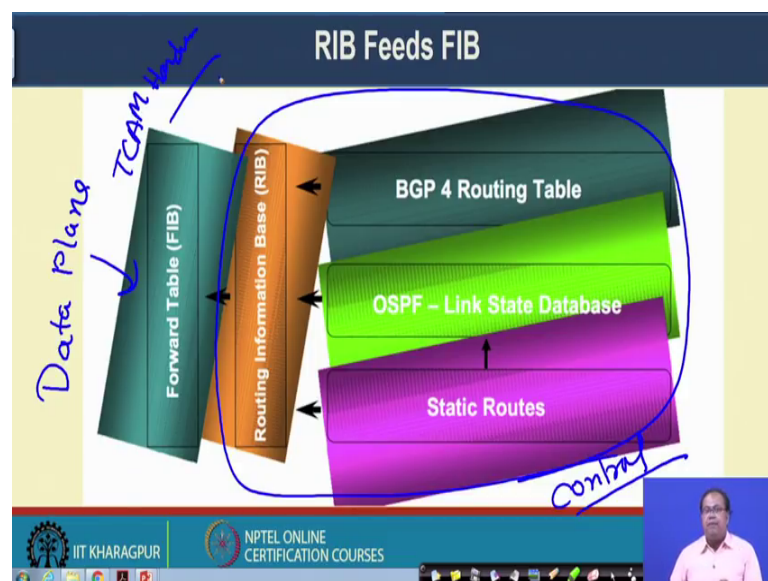 RIB Feeds FIB
TCAM
Data Plane
Forward Table (FIB)
Routing Information Base (RIB)
BGP 4 Routing Table
OSPF – Link State Database
Static Routes
control
IIT KHARAGPUR
NPTEL ONLINE
CERTIFICATION COURSES